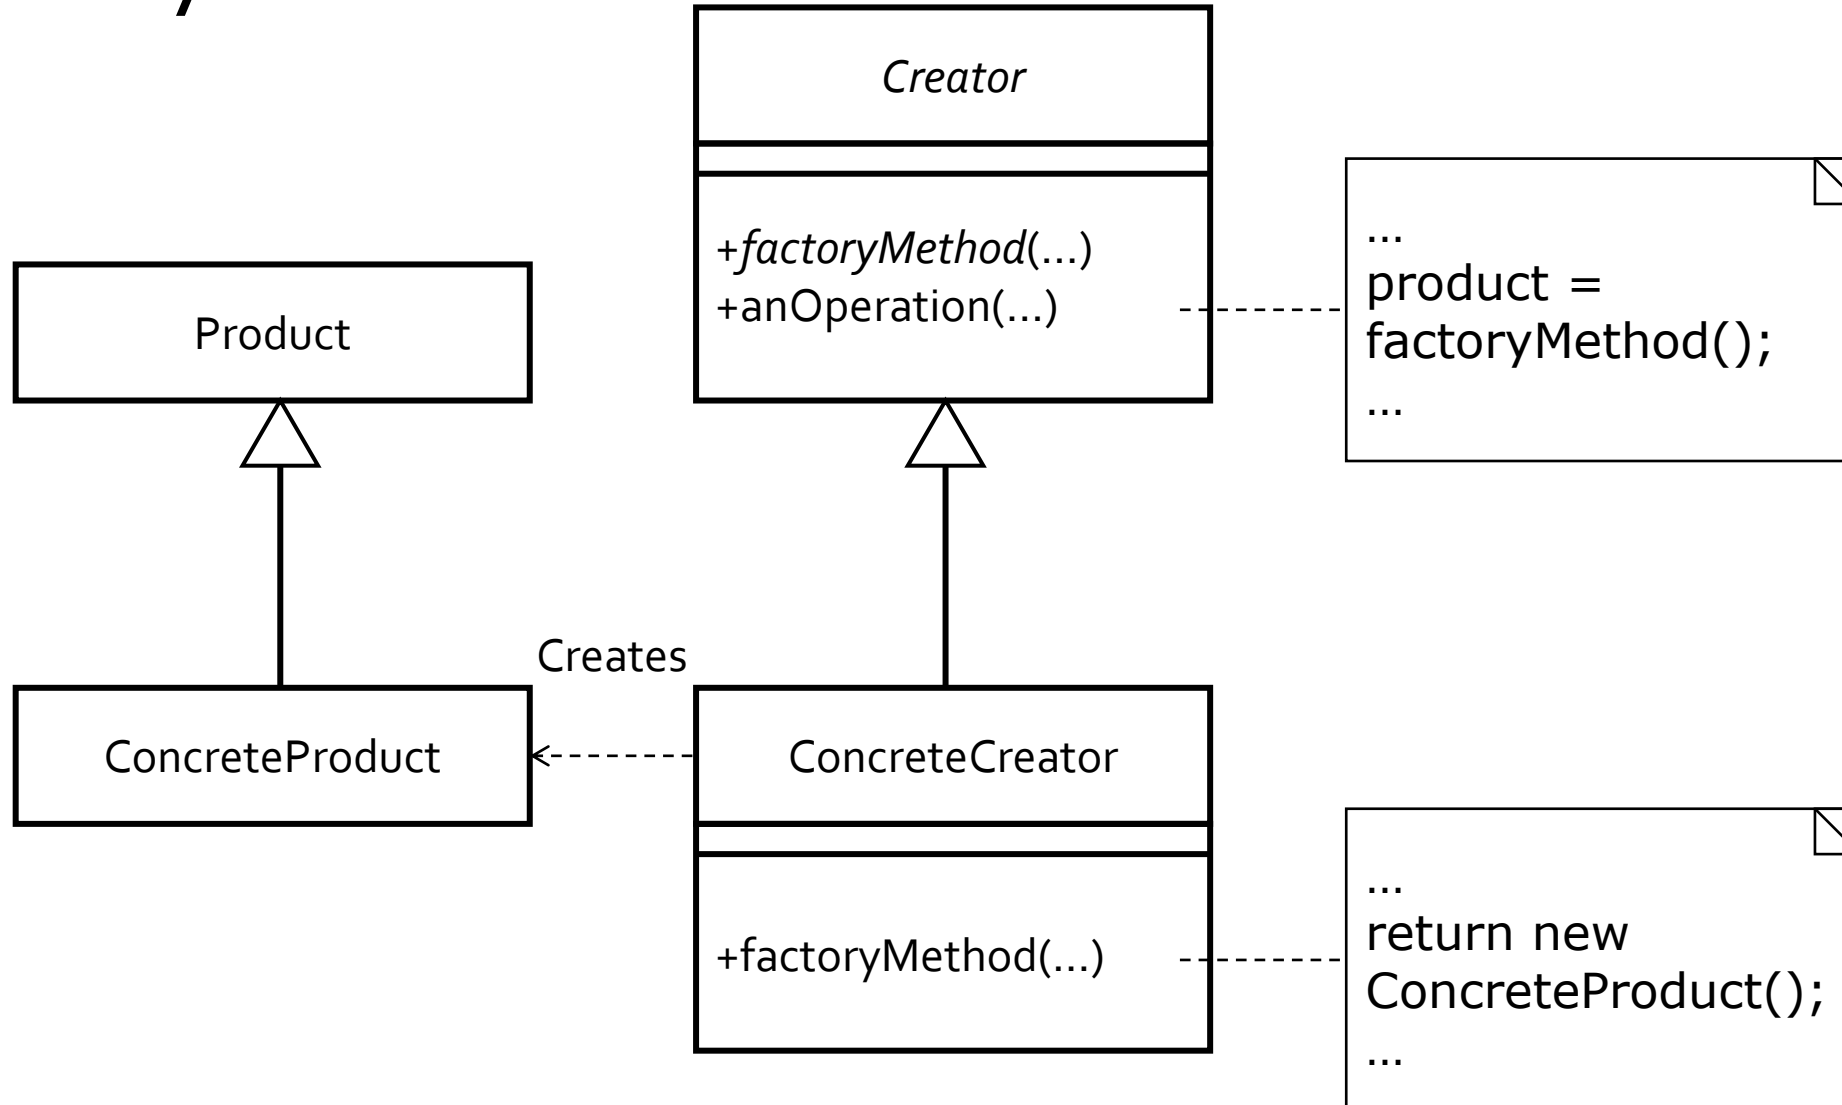 Creator
+factoryMethod(...)
+anOperation(...)
...
product =
factoryMethod();
...
Product
Creates
ConcreteProduct
ConcreteCreator
+factoryMethod(...)
...
return new
ConcreteProduct();
...